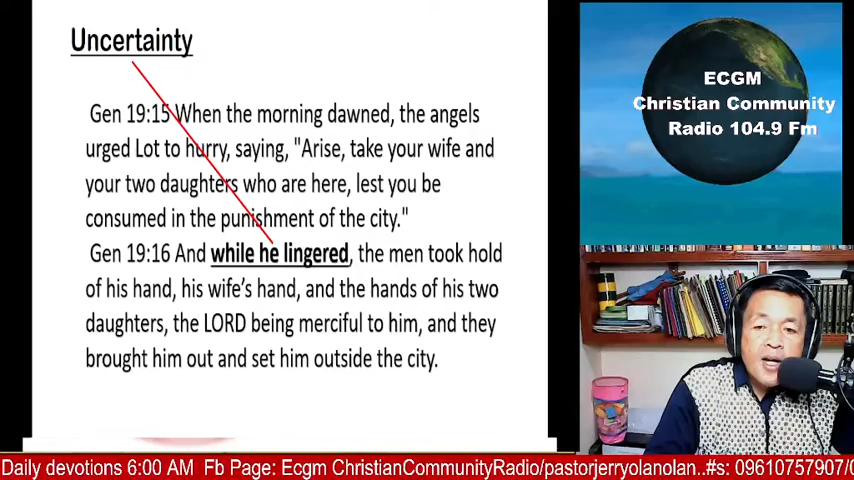 Uncertainty
Gen 19:15 When the morning dawned, the angels
urged Lot to hurry, saying, "Arise, take your wife and
your two daughters who are here, lest you be
consumed in the punishment of the city."
Gen 19:16 And while he lingered, the men took hold
of his hand, his wife's hand, and the hands of his two
daughters, the LORD being merciful to him, and they
brought him out and set him outside the city.
ECGM
Christian Community
Radio 104.9 Fm
Daily devotions 6:00 AM Fb Page: Ecgm ChristianCommunityRadio/pastorjerryolanolan..#s: 09610757907/0